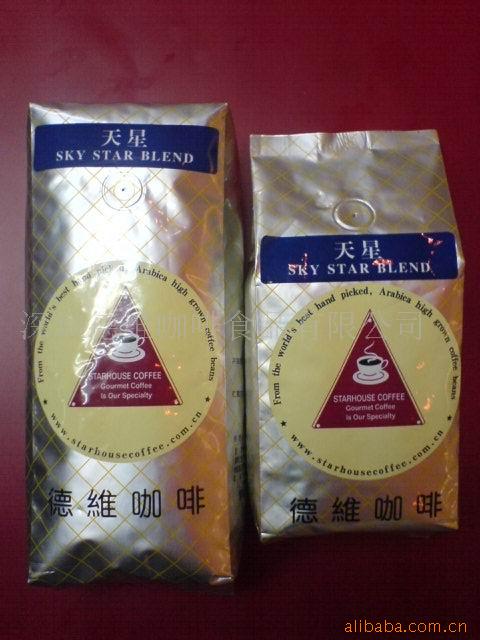 天星
SKY STAR BLEND
From the world's best hand picked, Arabica high grown coffee beans
STARHOUSE COFFEE
Gourmet Coffee
Is Our Specialty
★ www.starhousecoffee.com.cn ★
德維咖啡
天星
SKY STAR BLEND
From the world's best hand picked, Arabica high grown coffee beans
STARHOUSE COFFEE
Gourmet Coffee
Is Our Specialty
★ www.starhousecoffee.com.cn ★
德維咖啡
alibaba.com.cn